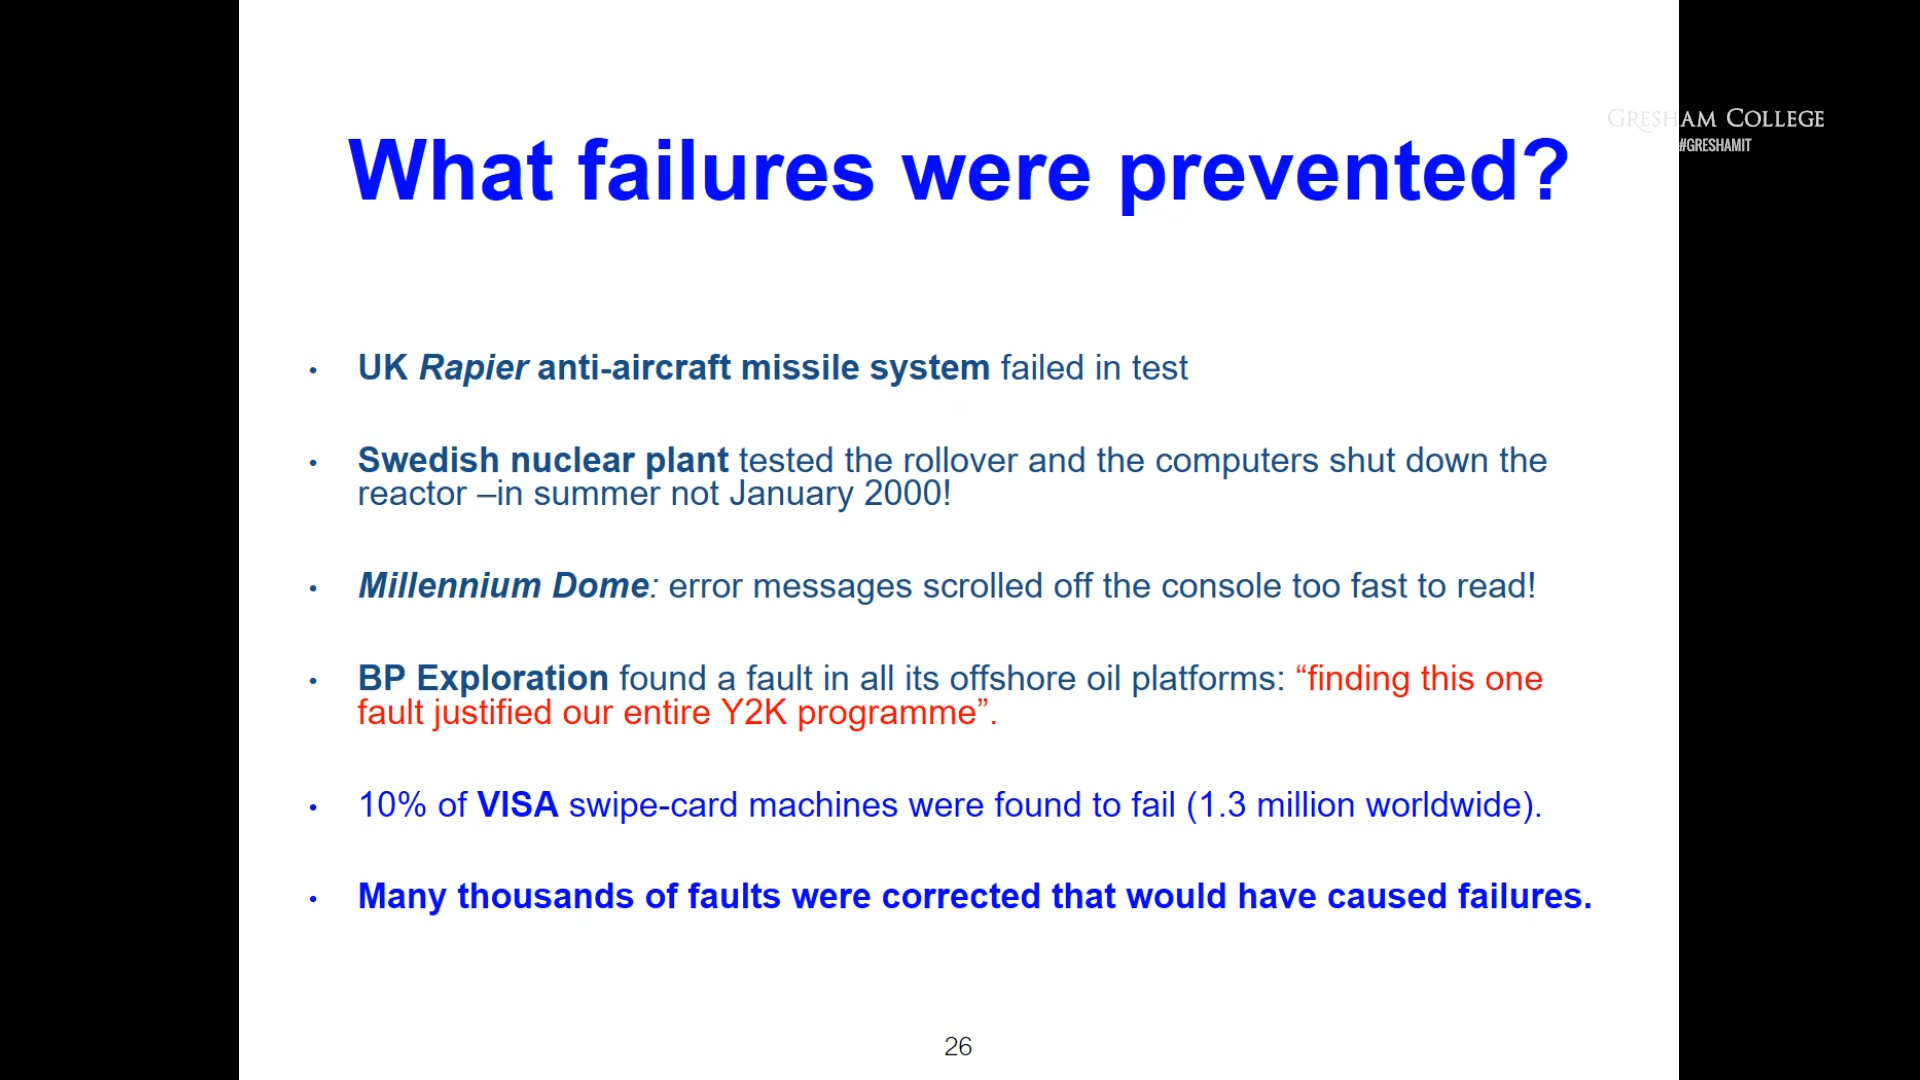 GRESHAM COLLEGE
#GRESHAMIT
What failures were prevented?
• UK Rapier anti-aircraft missile system failed in test
• Swedish nuclear plant tested the rollover and the computers shut down the
reactor –in summer not January 2000!
• Millennium Dome: error messages scrolled off the console too fast to read!
• BP Exploration found a fault in all its offshore oil platforms: “finding this one
fault justified our entire Y2K programme”.
• 10% of VISA swipe-card machines were found to fail (1.3 million worldwide).
• Many thousands of faults were corrected that would have caused failures.
26